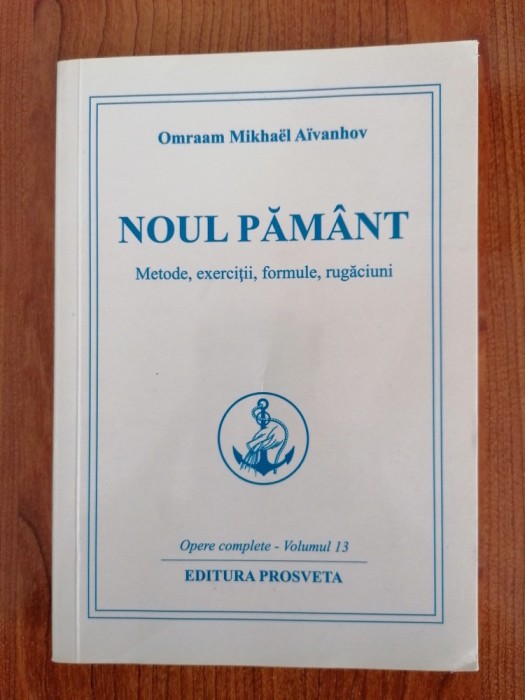 Omraam Mikhaël Aïvanhov
NOUL PĂMÂNT
Metode, exerciţii, formule, rugăciuni
Opere complete - Volumul 13
EDITURA PROSVETA